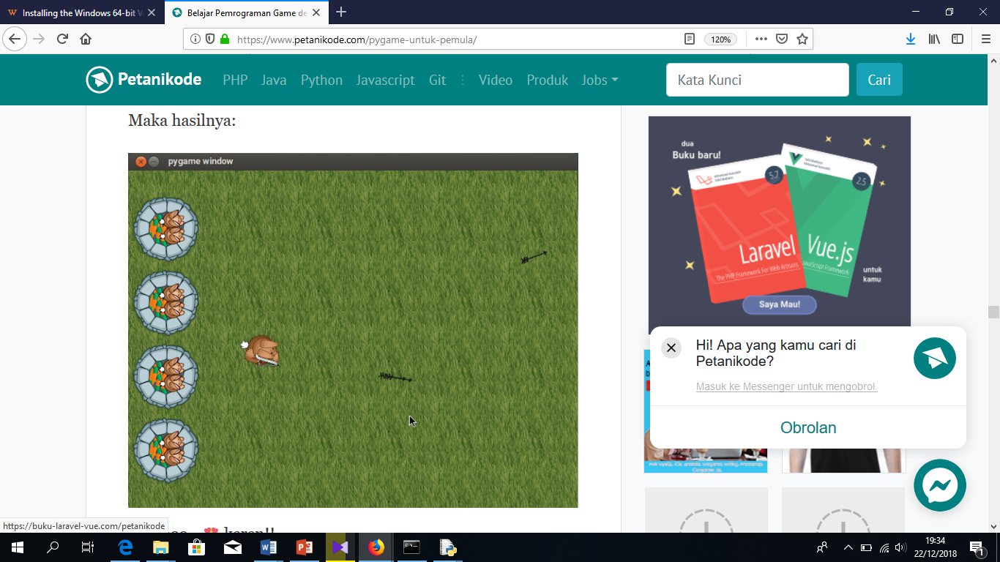 Installing the Windows 64-bit V
Belajar Pemrograman Game de
https://www.petanikode.com/pygame-untuk-pemula/
120%
Petanikode
PHP
Java
Python
Javascript
Git
Video
Produk
Jobs
Kata Kunci
Cari
Maka hasilnya:
pygame window
dua
Buku baru!
5.7
2.5
Laravel
The PHP Framework For Web Artisans
Vue.js
JavaScript Framework
untuk
kamu
Saya Mau!
Hi! Apa yang kamu cari di
Petanikode?
Masuk ke Messenger untuk mengobrol.
Obrolan
keren!!
https://buku-laravel-vue.com/petanikode
19:34
22/12/2018
1